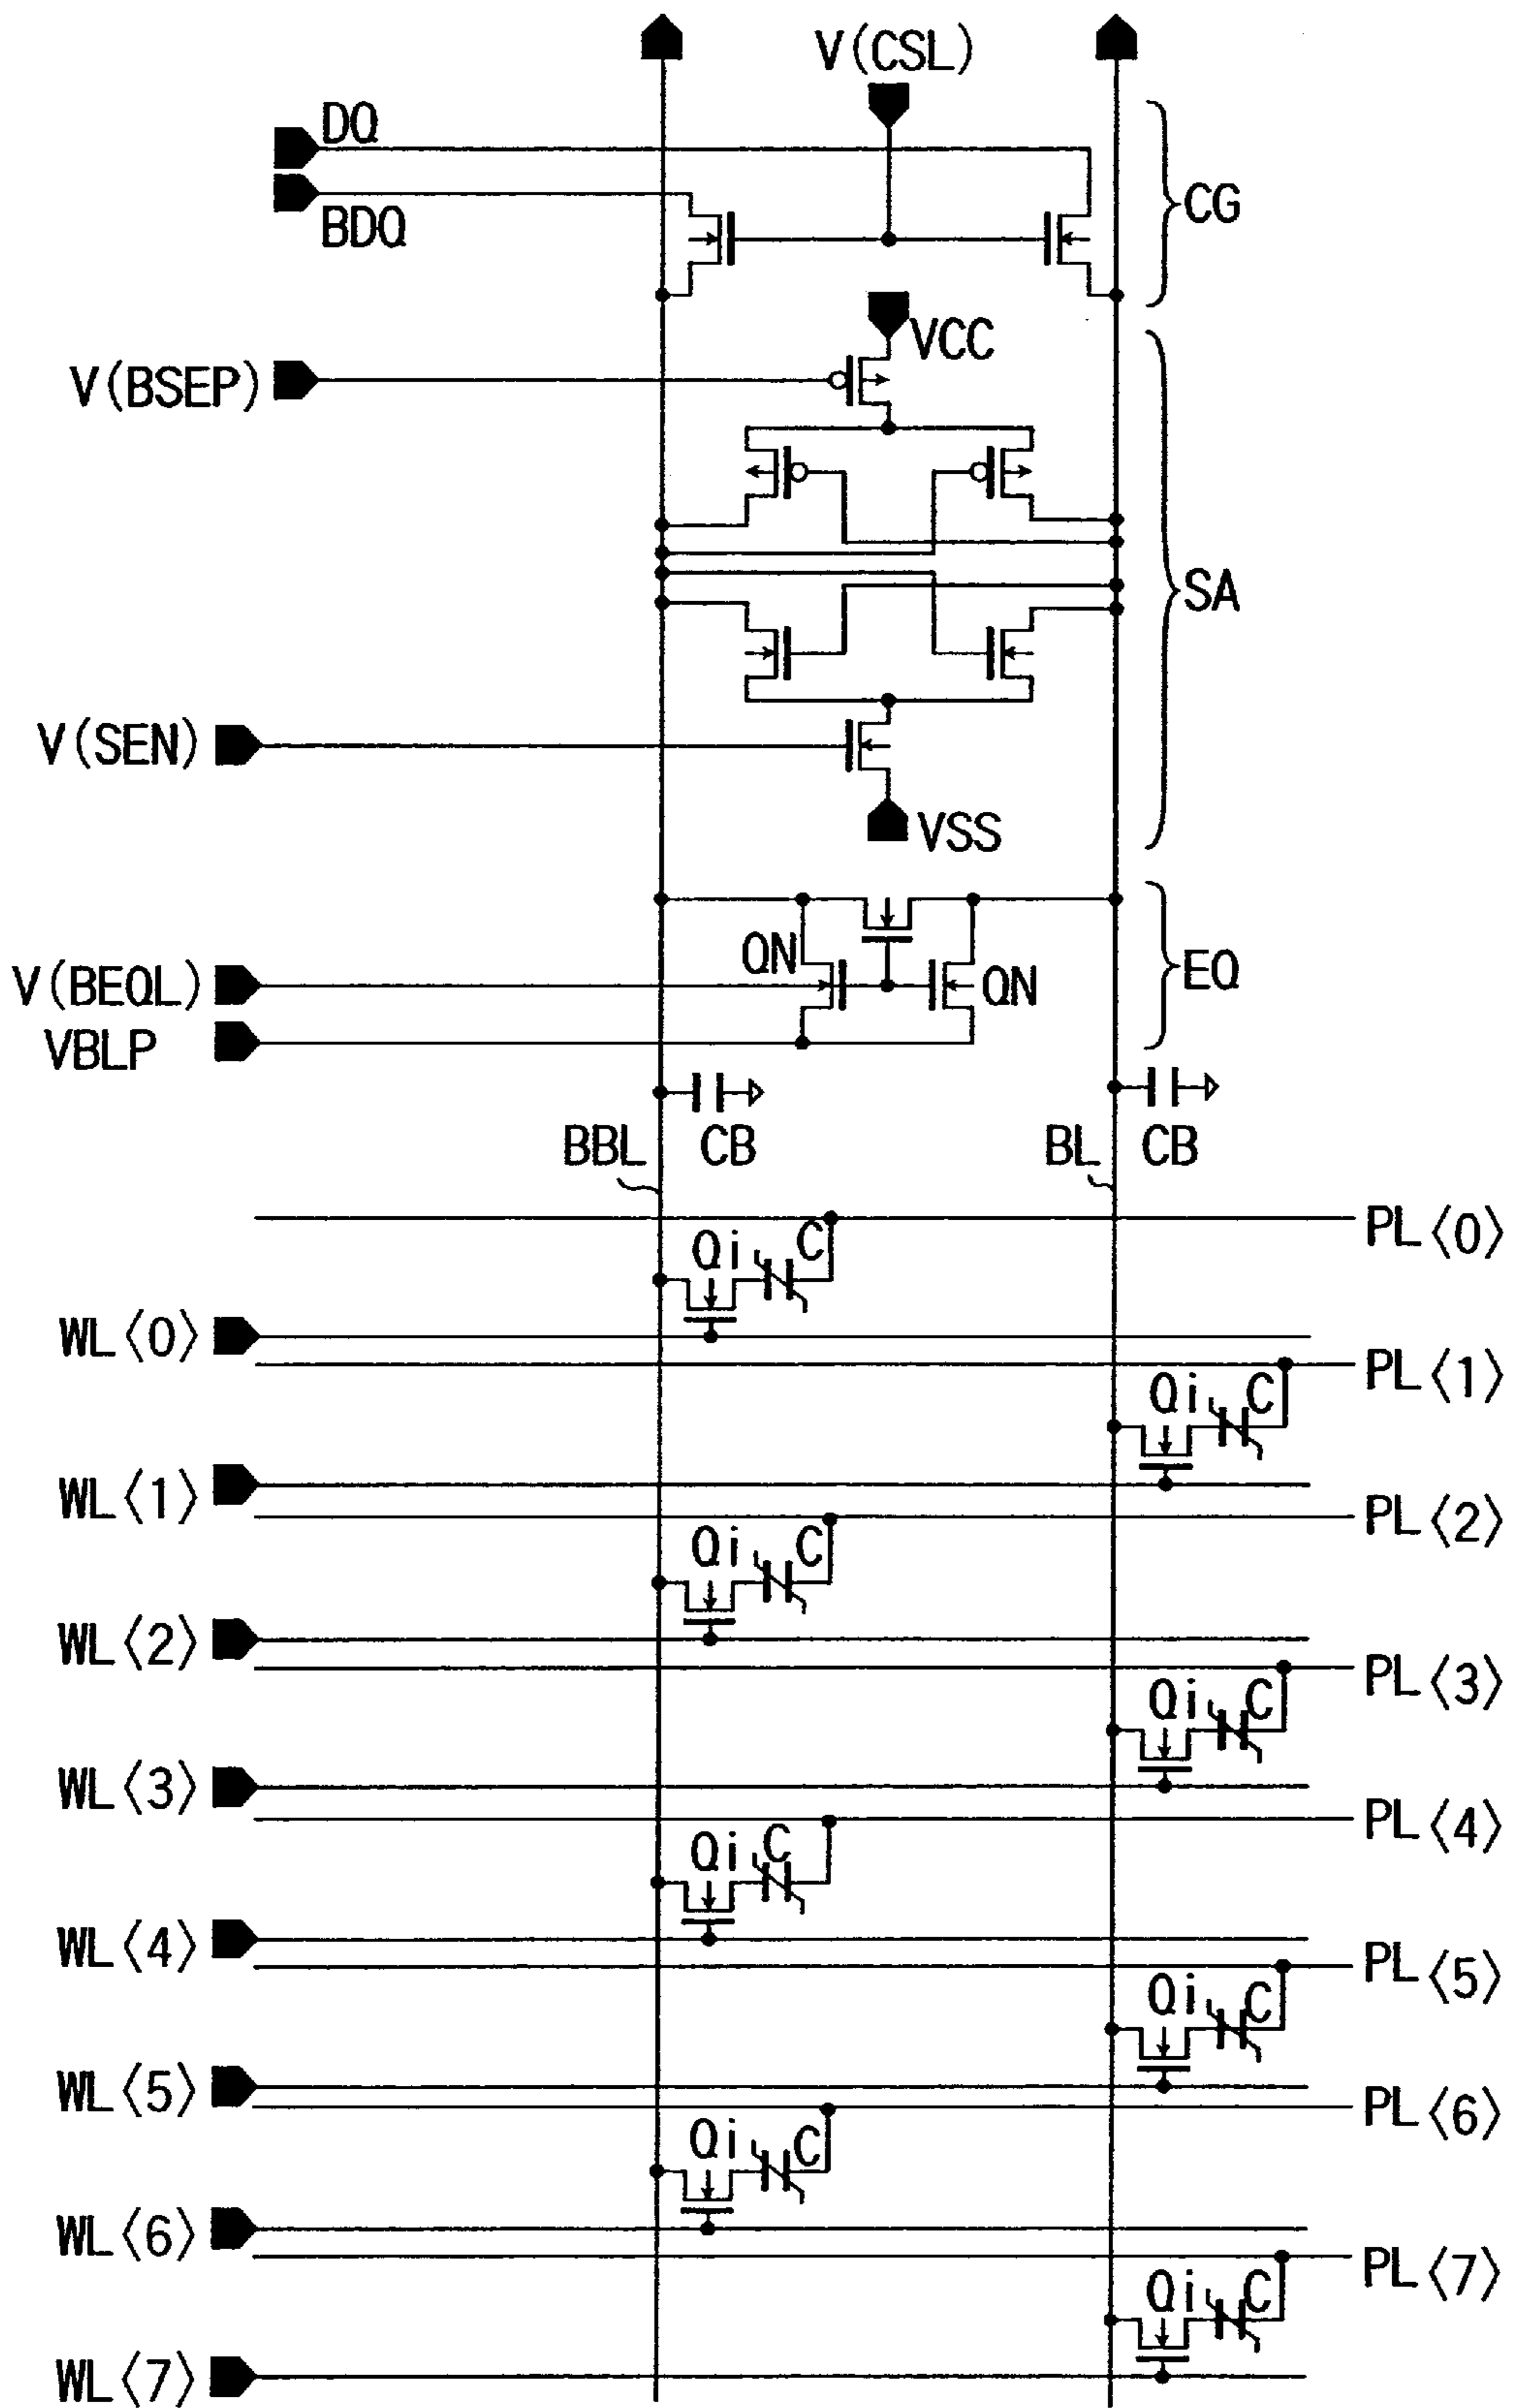 V(CSL)
DQ
BDQ
CG
VCC
V(BSEP)
SA
V(SEN)
VSS
QN
V(BEQL)
QN
EQ
VBLP
BBL
CB
BL
CB
PL〈0〉
Qi
C
WL〈0〉
PL〈1〉
Qi
C
WL〈1〉
PL〈2〉
Qi
C
WL〈2〉
PL〈3〉
Qi
C
WL〈3〉
PL〈4〉
Qi
C
WL〈4〉
PL〈5〉
Qi
C
WL〈5〉
PL〈6〉
Qi
C
WL〈6〉
PL〈7〉
Qi
C
WL〈7〉